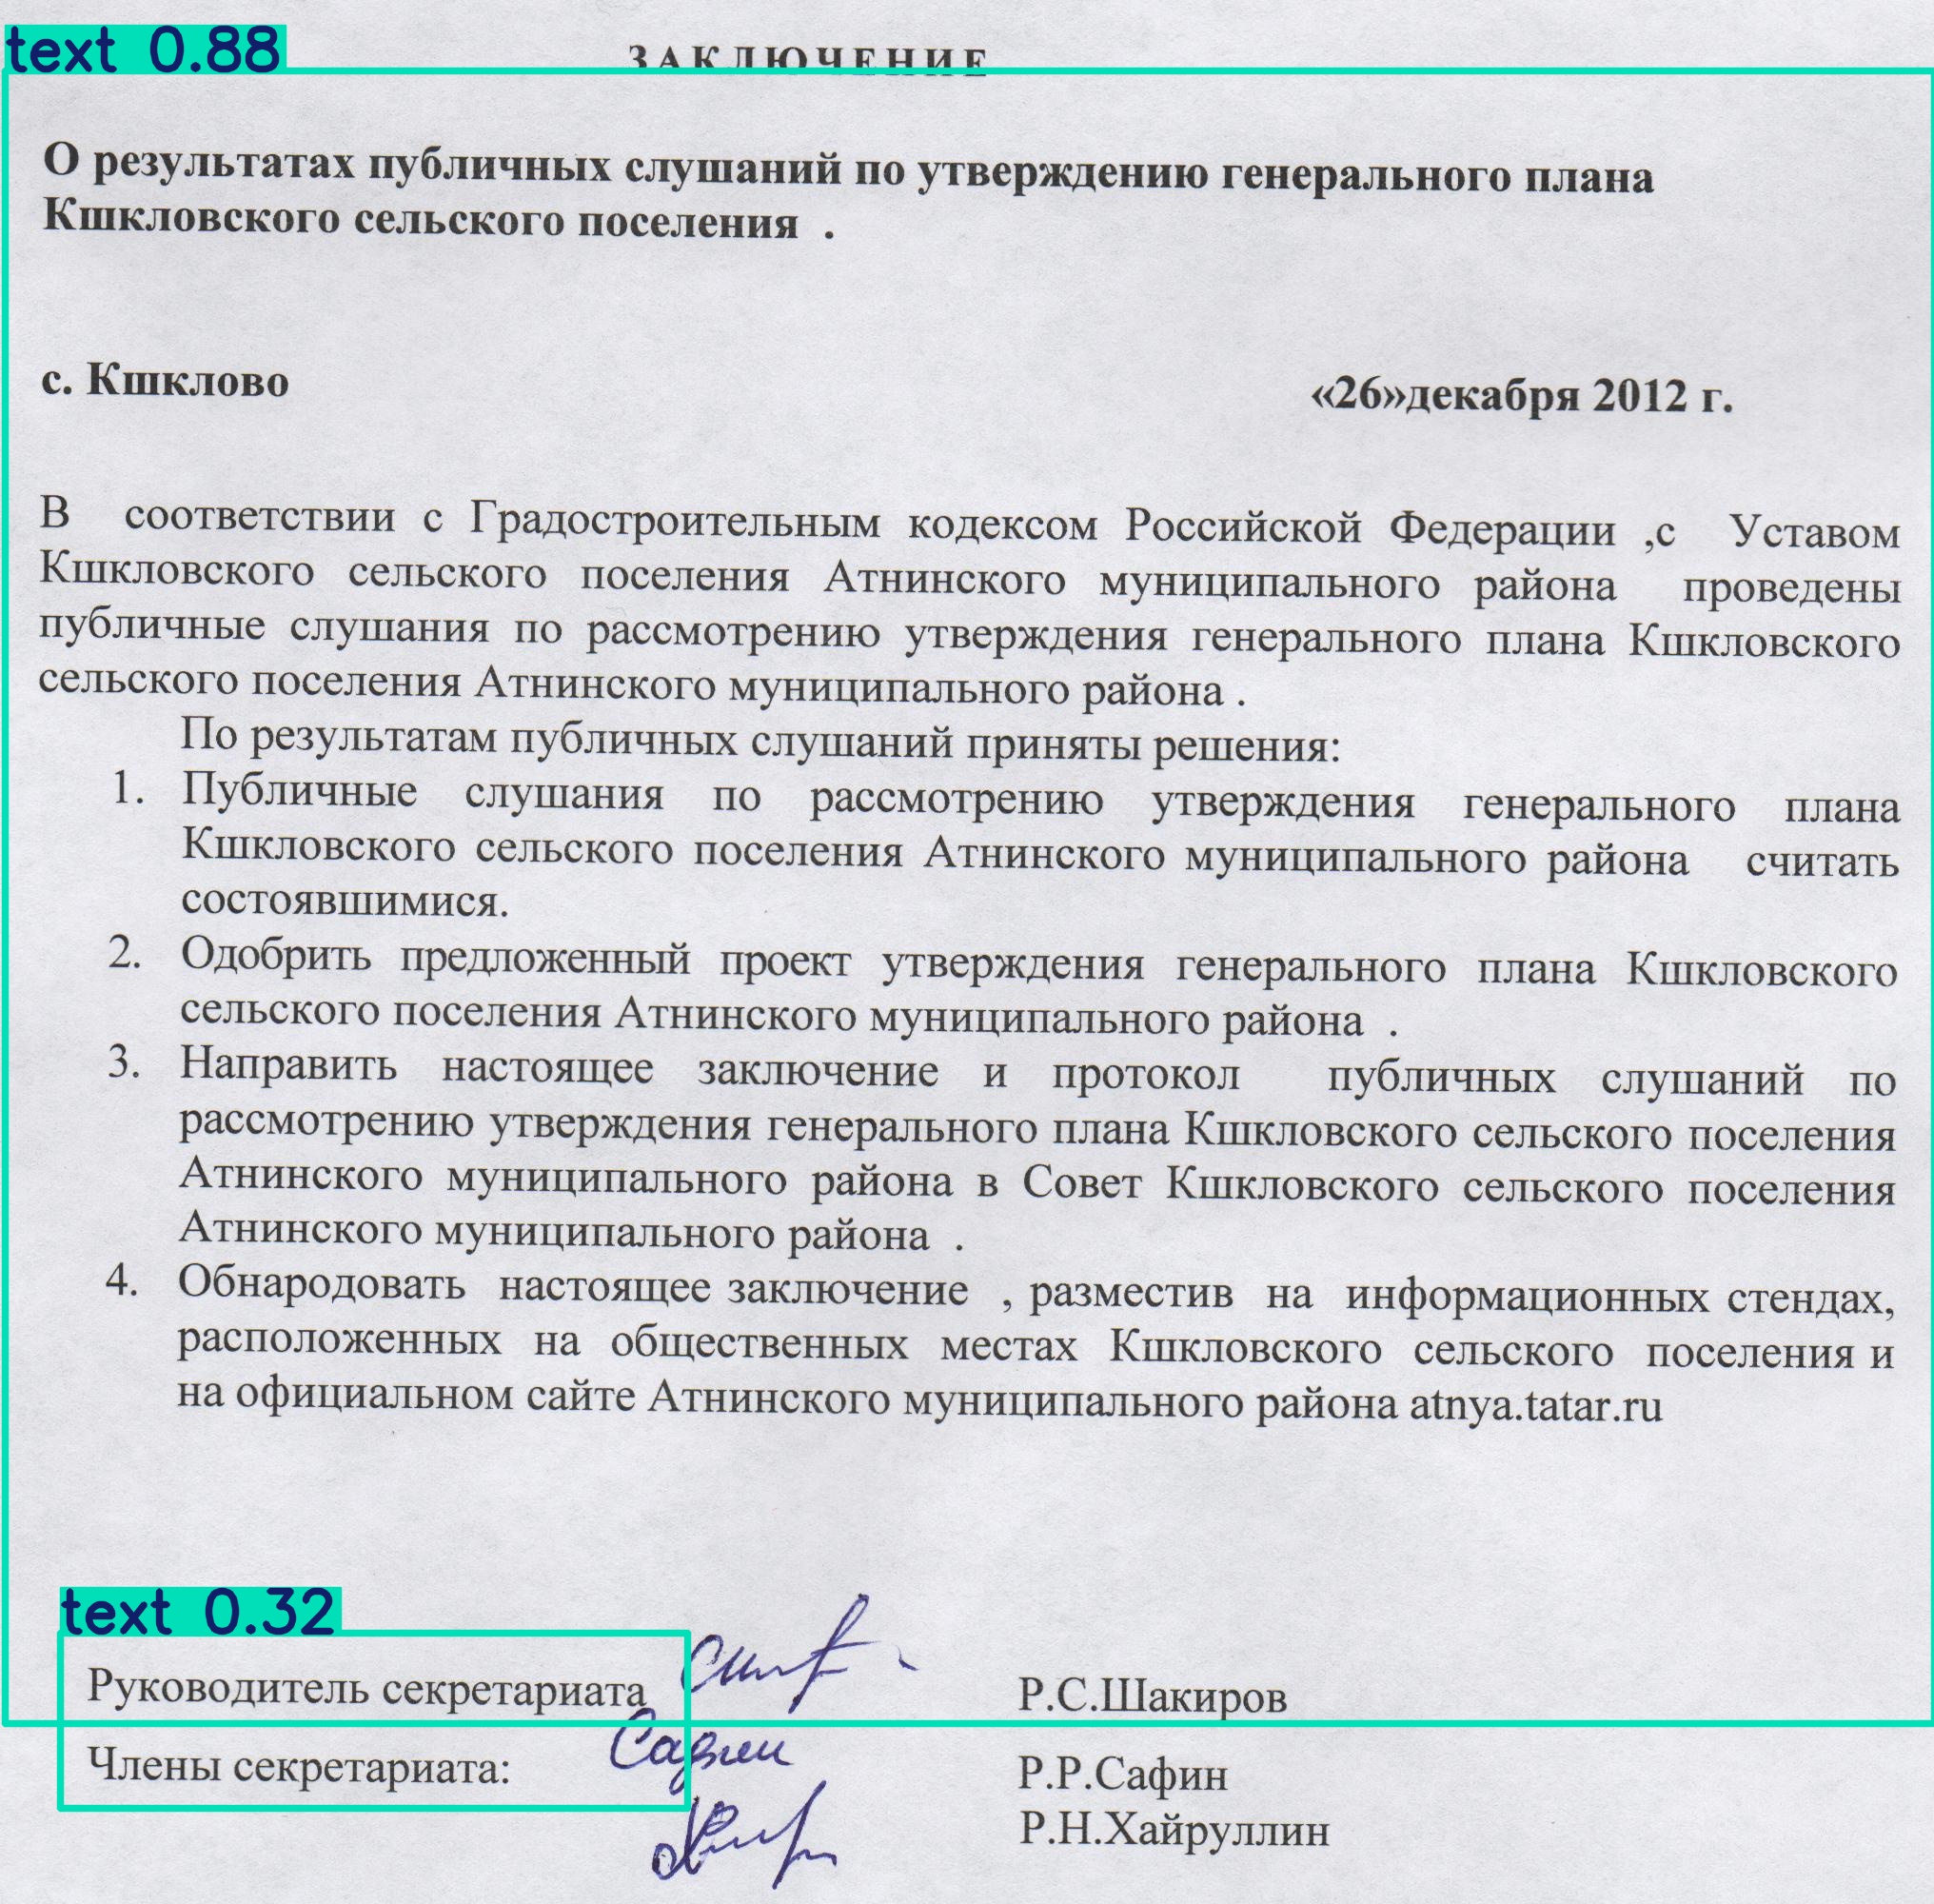 text 0.88
ЗАКЛЮЧЕНИЕ
О результатах публичных слушаний по утверждению генерального плана
Кшкловского сельского поселения .
с. Кшклово «26»декабря 2012 г.
В соответствии с Градостроительным кодексом Российской Федерации ,с Уставом
Кшкловского сельского поселения Атнинского муниципального района проведены
публичные слушания по рассмотрению утверждения генерального плана Кшкловского
сельского поселения Атнинского муниципального района .
По результатам публичных слушаний приняты решения:
1. Публичные слушания по рассмотрению утверждения генерального плана
Кшкловского сельского поселения Атнинского муниципального района считать
состоявшимися.
2. Одобрить предложенный проект утверждения генерального плана Кшкловского
сельского поселения Атнинского муниципального района .
3. Направить настоящее заключение и протокол публичных слушаний по
рассмотрению утверждения генерального плана Кшкловского сельского поселения
Атнинского муниципального района в Совет Кшкловского сельского поселения
Атнинского муниципального района .
4. Обнародовать настоящее заключение , разместив на информационных стендах,
расположенных на общественных местах Кшкловского сельского поселения и
на официальном сайте Атнинского муниципального района atnya.tatar.ru
text 0.32
Руководитель секретариата Р.С.Шакиров
Члены секретариата: Р.Р.Сафин
Р.Н.Хайруллин